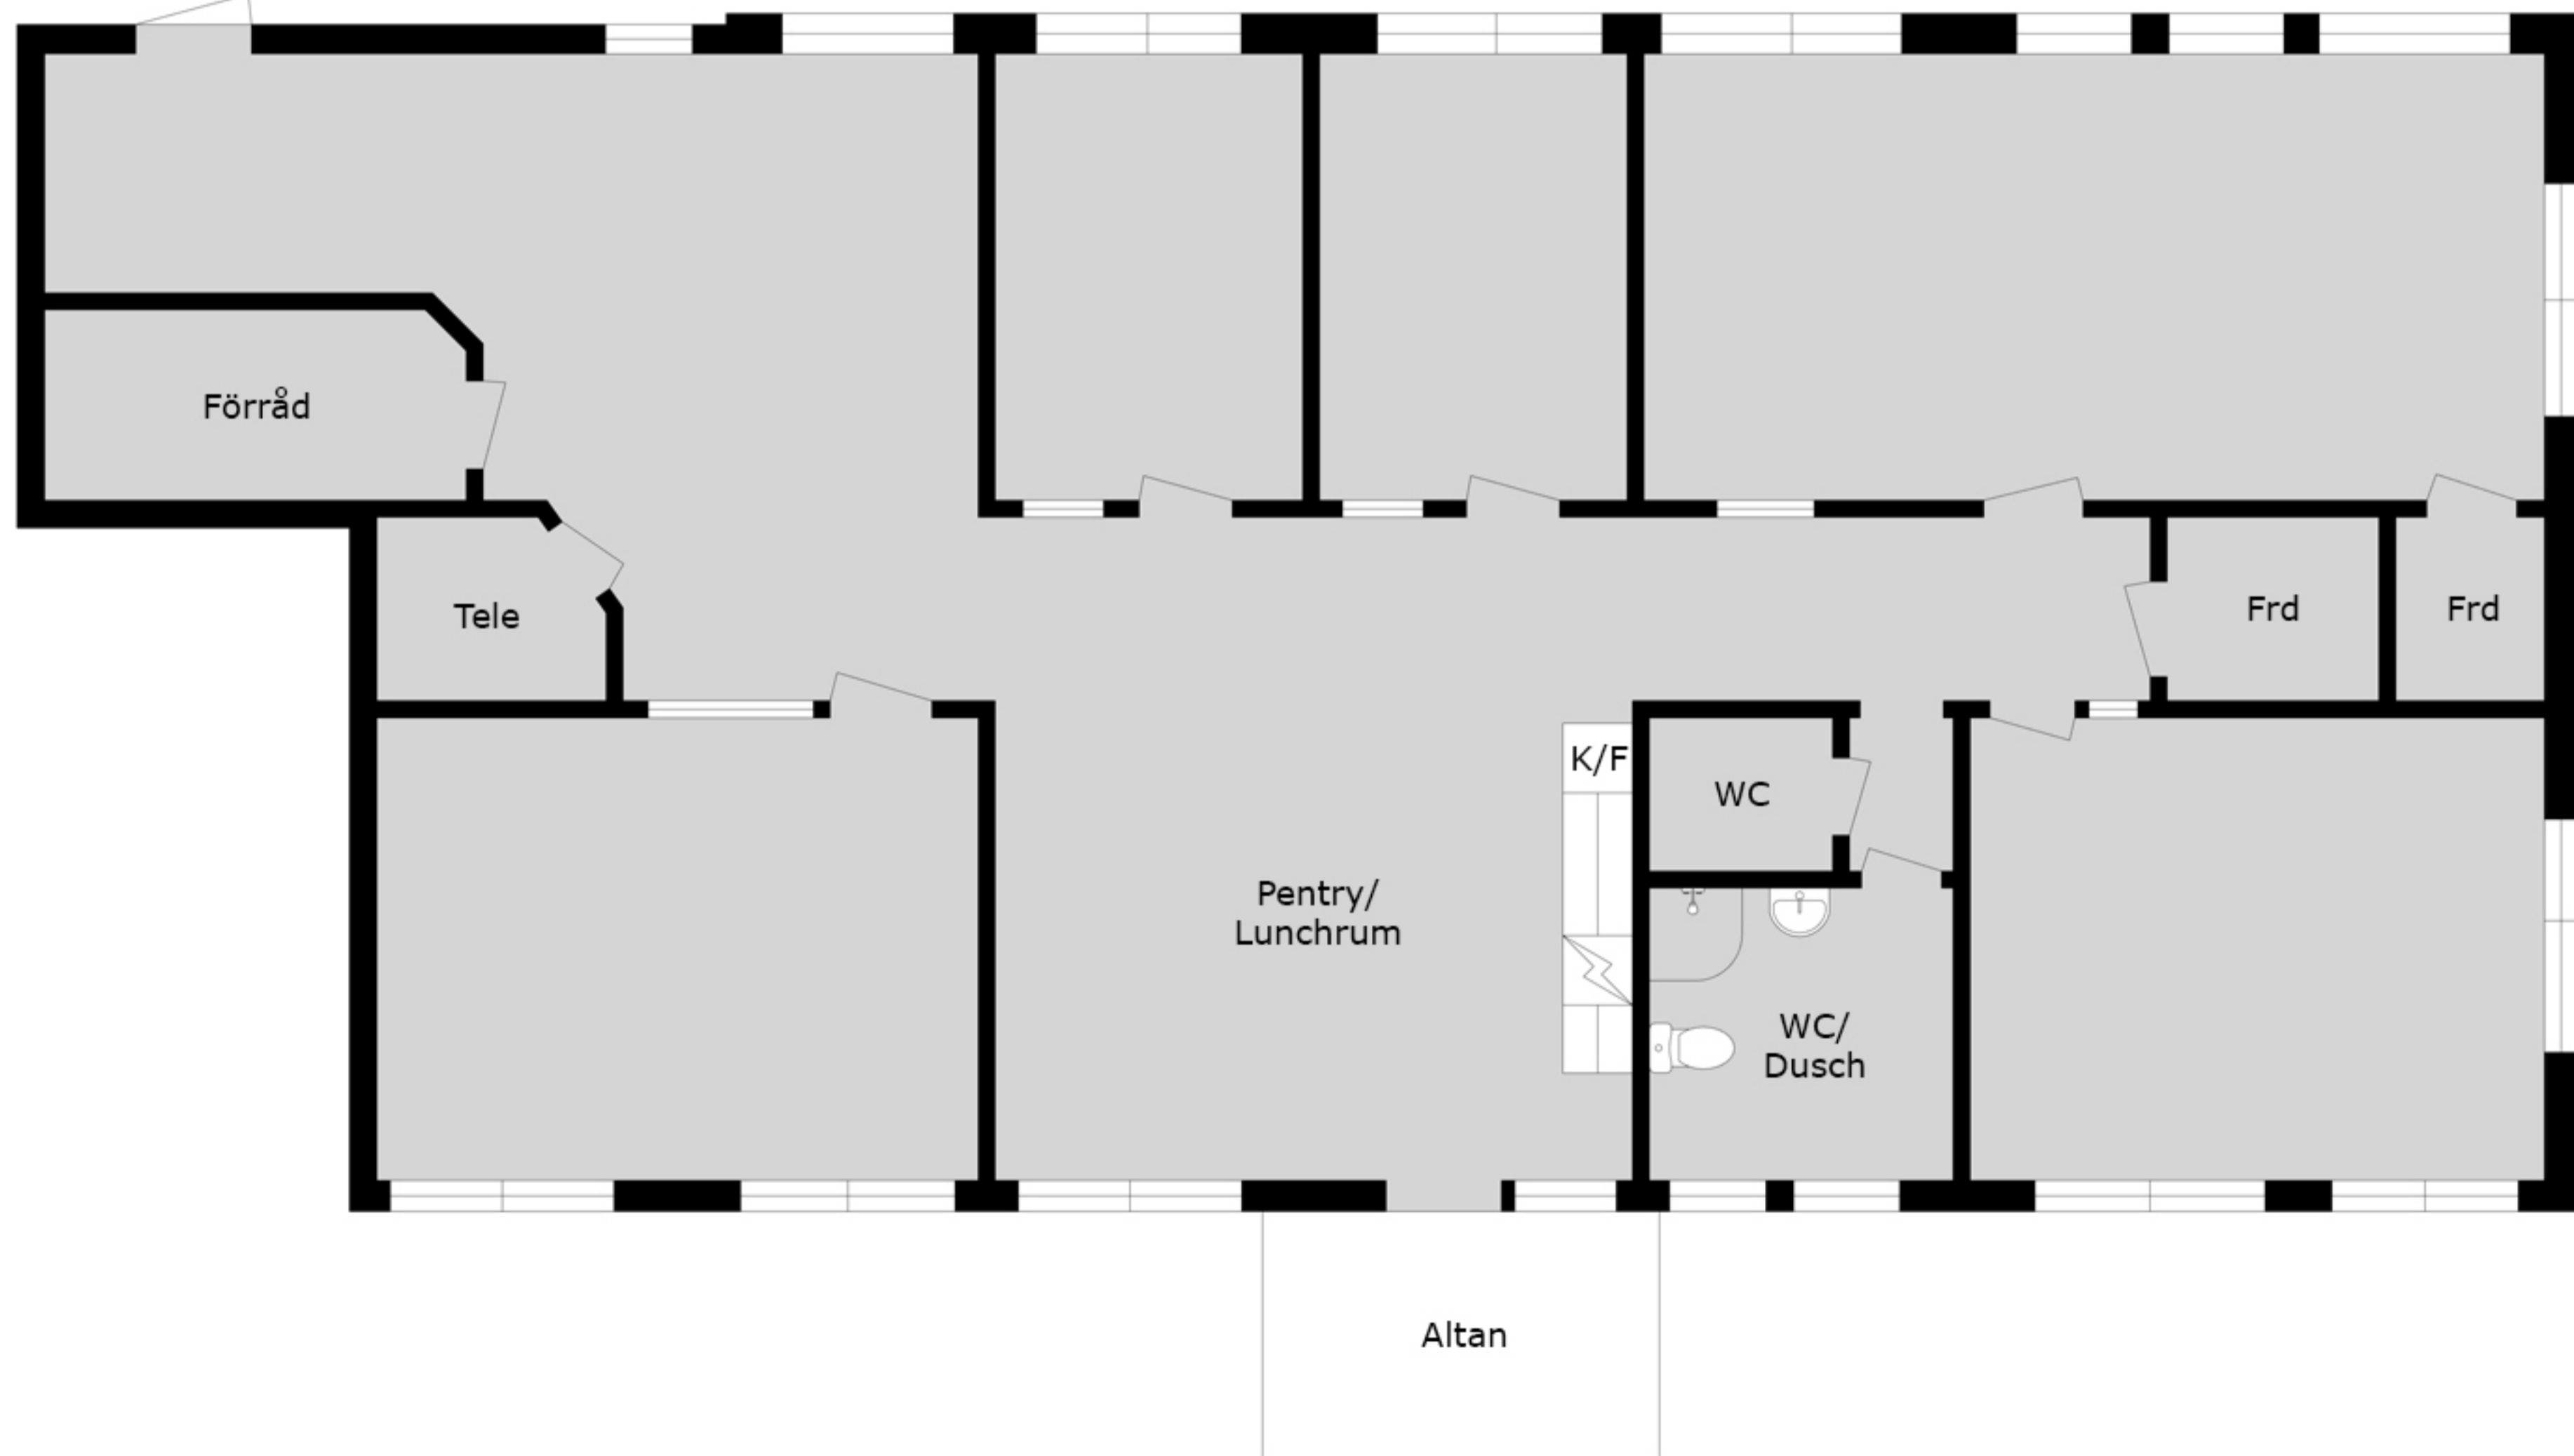 Förråd
Tele
Frd
Frd
K/F
WC
Pentry/
Lunchrum
WC/
Dusch
Altan